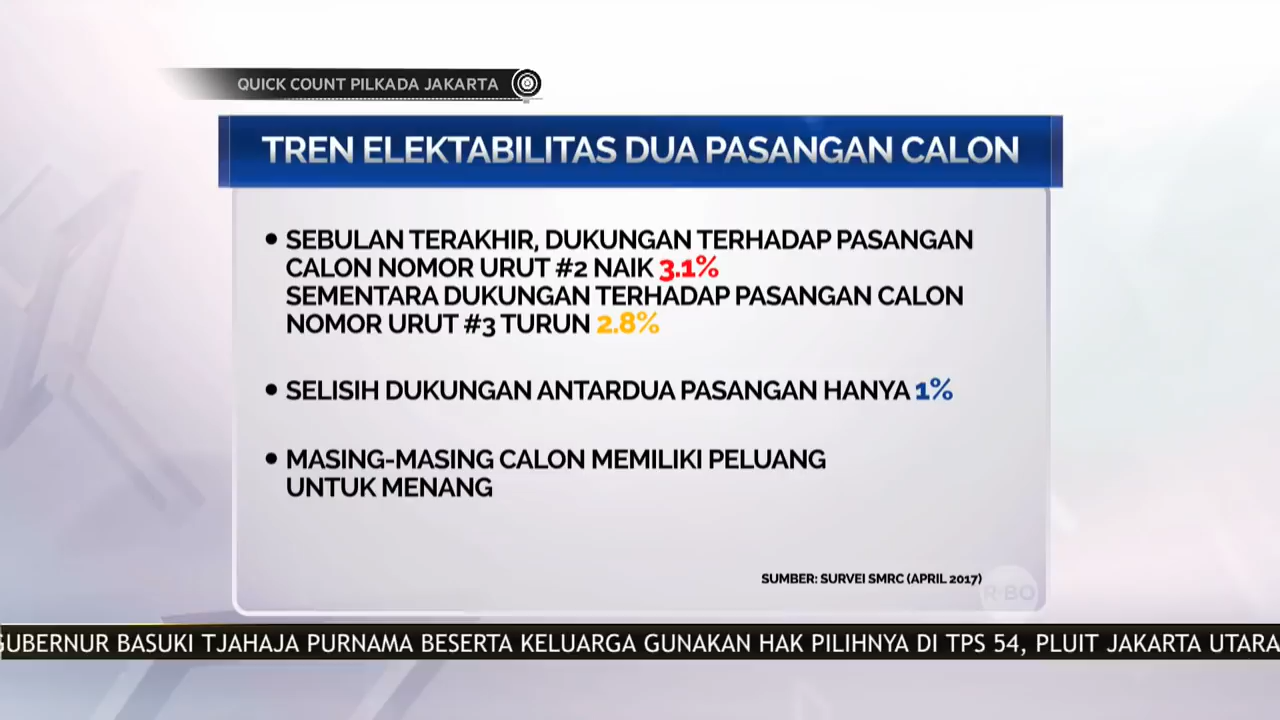 QUICK COUNT PILKADA JAKARTA
TREN ELEKTABILITAS DUA PASANGAN CALON
• SEBULAN TERAKHIR, DUKUNGAN TERHADAP PASANGAN
CALON NOMOR URUT #2 NAIK 3.1%
SEMENTARA DUKUNGAN TERHADAP PASANGAN CALON
NOMOR URUT #3 TURUN 2.8%
• SELISIH DUKUNGAN ANTARDUA PASANGAN HANYA 1%
• MASING-MASING CALON MEMILIKI PELUANG
UNTUK MENANG
SUMBER: SURVEI SMRC (APRIL 2017)
GUBERNUR BASUKI TJAHAJA PURNAMA BESERTA KELUARGA GUNAKAN HAK PILIHNYA DI TPS 54, PLUIT JAKARTA UTARA